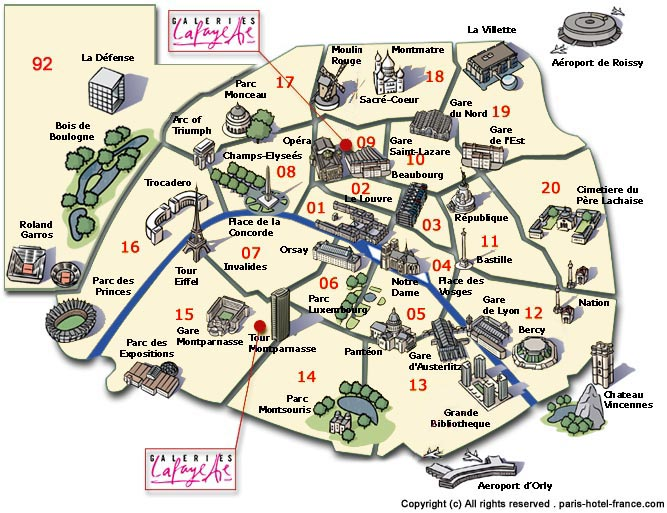 GALERIES
Lafayette
La Villette
Aéroport de Roissy
92
La Défense
Moulin
Rouge
Montmatre
17
18
Sacré-Coeur
Parc
Monceau
Gare
du Nord
19
Bois de
Boulogne
Arc of
Triumph
Opéra
09
Gare
Saint-Lazare
Gare
de l'Est
Champs-Elyseés
10
Beaubourg
08
Trocadero
02
Le Louvre
20
Cimetiere du
Père Lachaise
01
03
République
Roland
Garros
Place de la
Concorde
16
07
Invalides
Orsay
11
Bastille
Tour
Eiffel
04
Parc des
Princes
06
Notre
Dame
Place des
Vosges
Nation
Parc
Luxembourg
15
Gare
Montparnasse
05
Gare
de Lyon
12
Bercy
Tour
Montparnasse
Pantéon
Parc des
Expositions
Gare
d'Austerlitz
14
13
Chateau
Vincennes
Parc
Montsouris
Grande
Bibliotheque
GALERIES
Lafayette
Aeroport d'Orly
Copyright (c) All rights reserved . paris-hotel-france.com